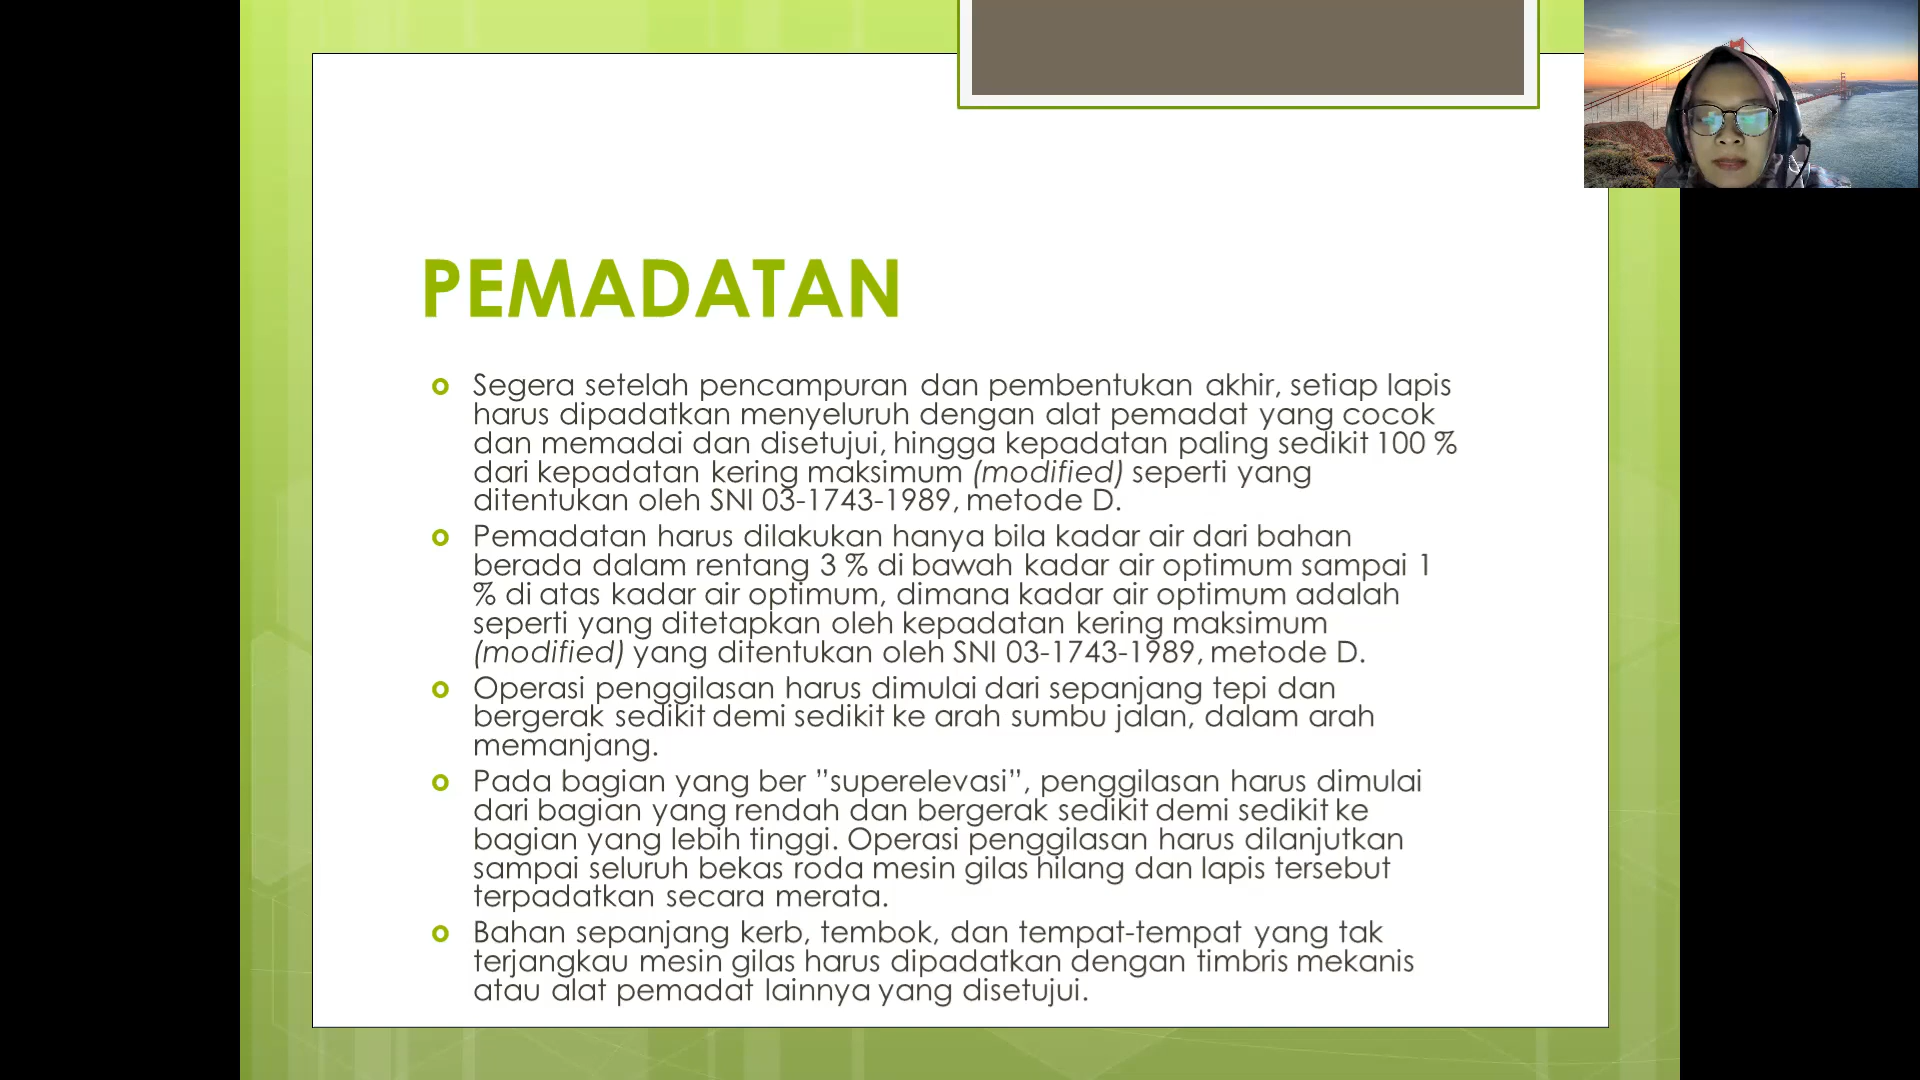 PEMADATAN
Segera setelah pencampuran dan pembentukan akhir, setiap lapis
harus dipadatkan menyeluruh dengan alat pemadat yang cocok
dan memadai dan disetujui, hingga kepadatan paling sedikit 100 %
dari kepadatan kering maksimum (modified) seperti yang
ditentukan oleh SNI 03-1743-1989, metode D.
Pemadatan harus dilakukan hanya bila kadar air dari bahan
berada dalam rentang 3 % di bawah kadar air optimum sampai 1
% di atas kadar air optimum, dimana kadar air optimum adalah
seperti yang ditetapkan oleh kepadatan kering maksimum
(modified) yang ditentukan oleh SNI 03-1743-1989, metode D.
Operasi penggilasan harus dimulai dari sepanjang tepi dan
bergerak sedikit demi sedikit ke arah sumbu jalan, dalam arah
memanjang.
Pada bagian yang ber ”superelevasi”, penggilasan harus dimulai
dari bagian yang rendah dan bergerak sedikit demi sedikit ke
bagian yang lebih tinggi. Operasi penggilasan harus dilanjutkan
sampai seluruh bekas roda mesin gilas hilang dan lapis tersebut
terpadatkan secara merata.
Bahan sepanjang kerb, tembok, dan tempat-tempat yang tak
terjangkau mesin gilas harus dipadatkan dengan timbris mekanis
atau alat pemadat lainnya yang disetujui.